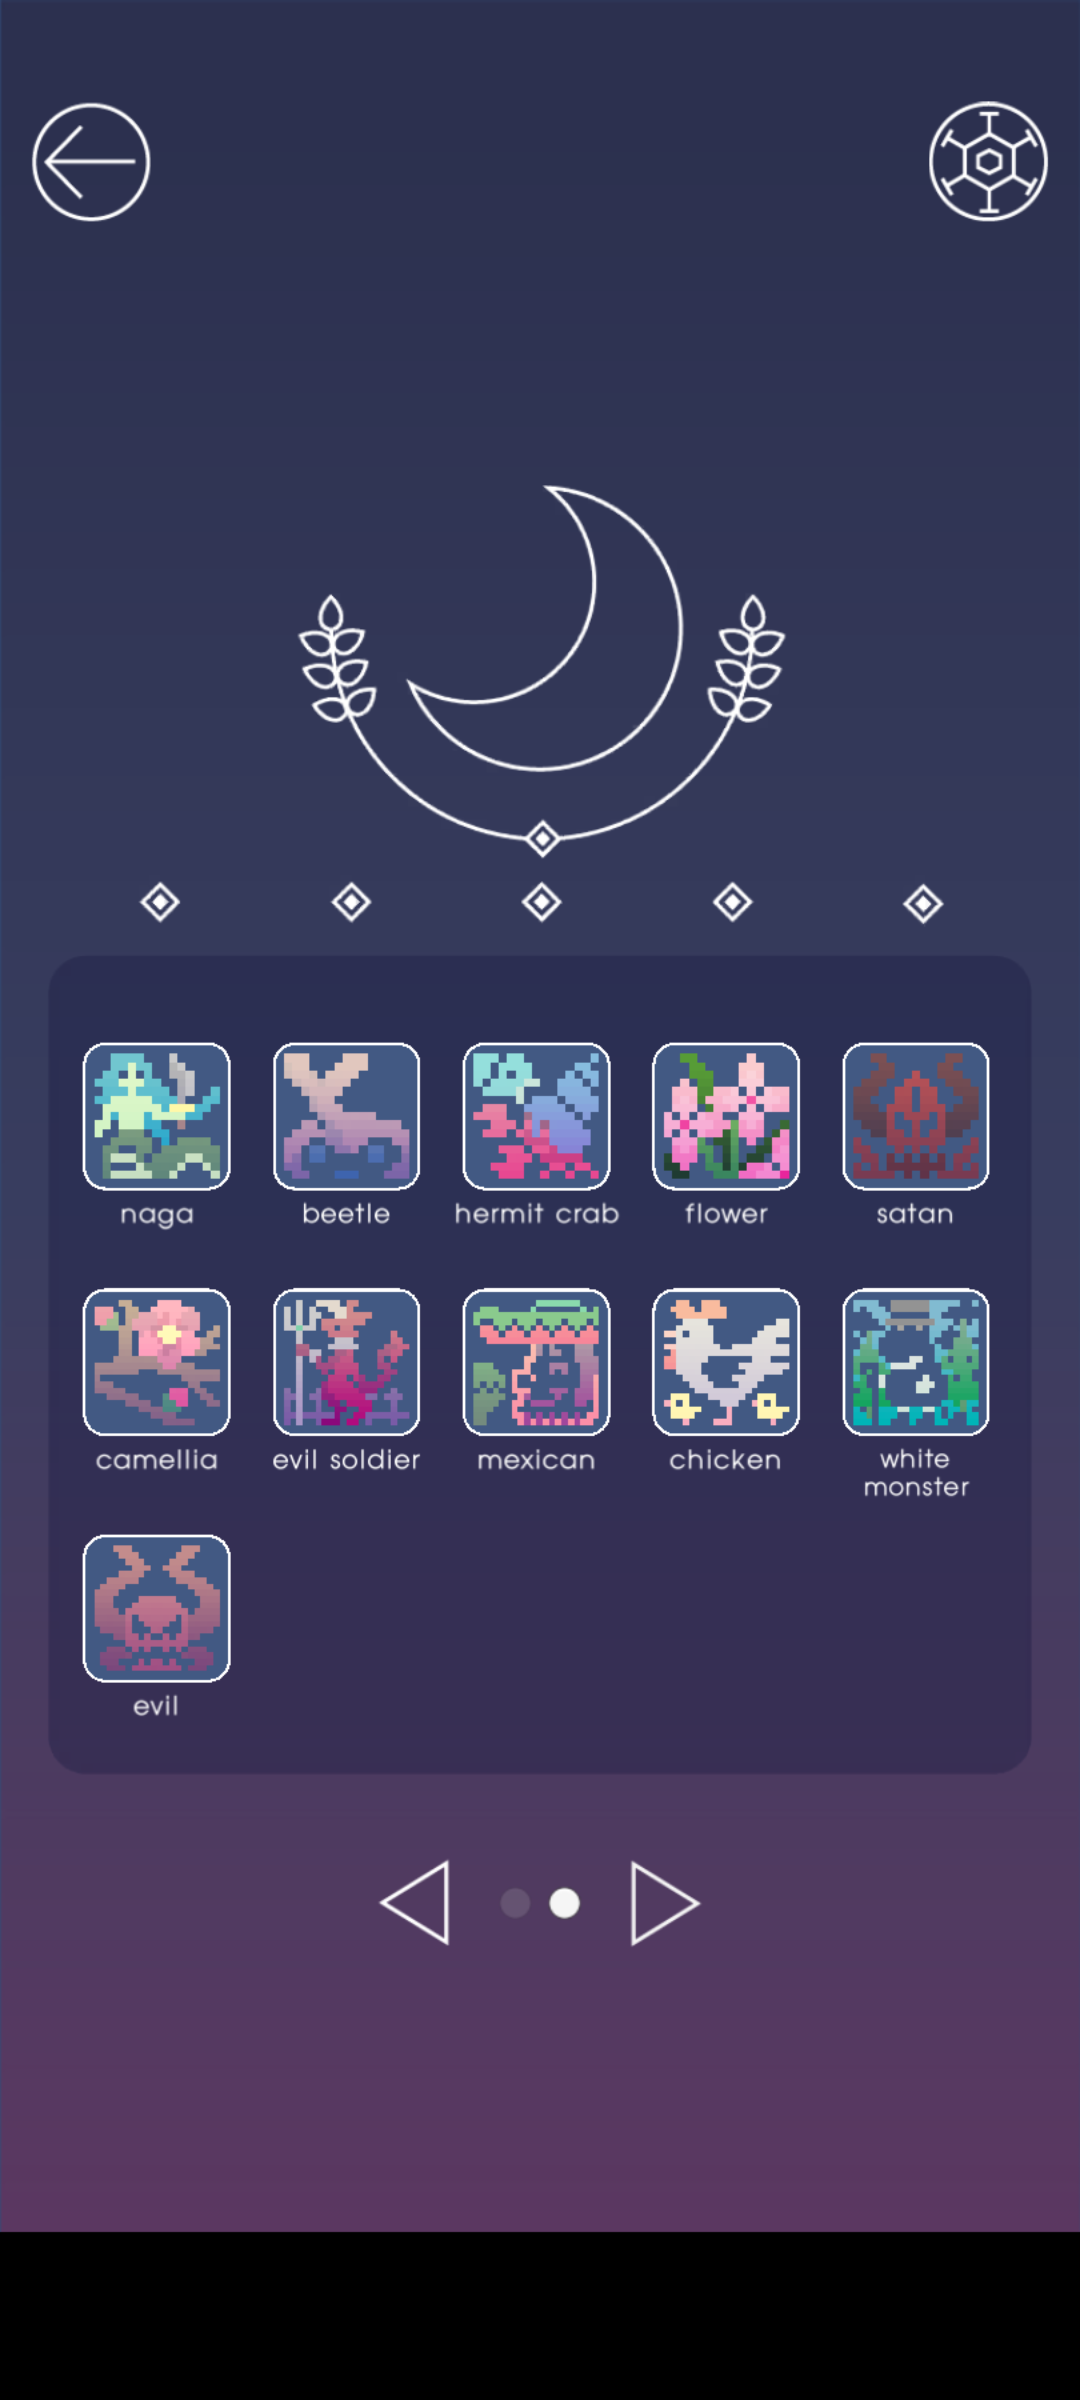 naga
beetle
hermit crab
flower
satan
camellia
evil soldier
mexican
chicken
white
monster
evil